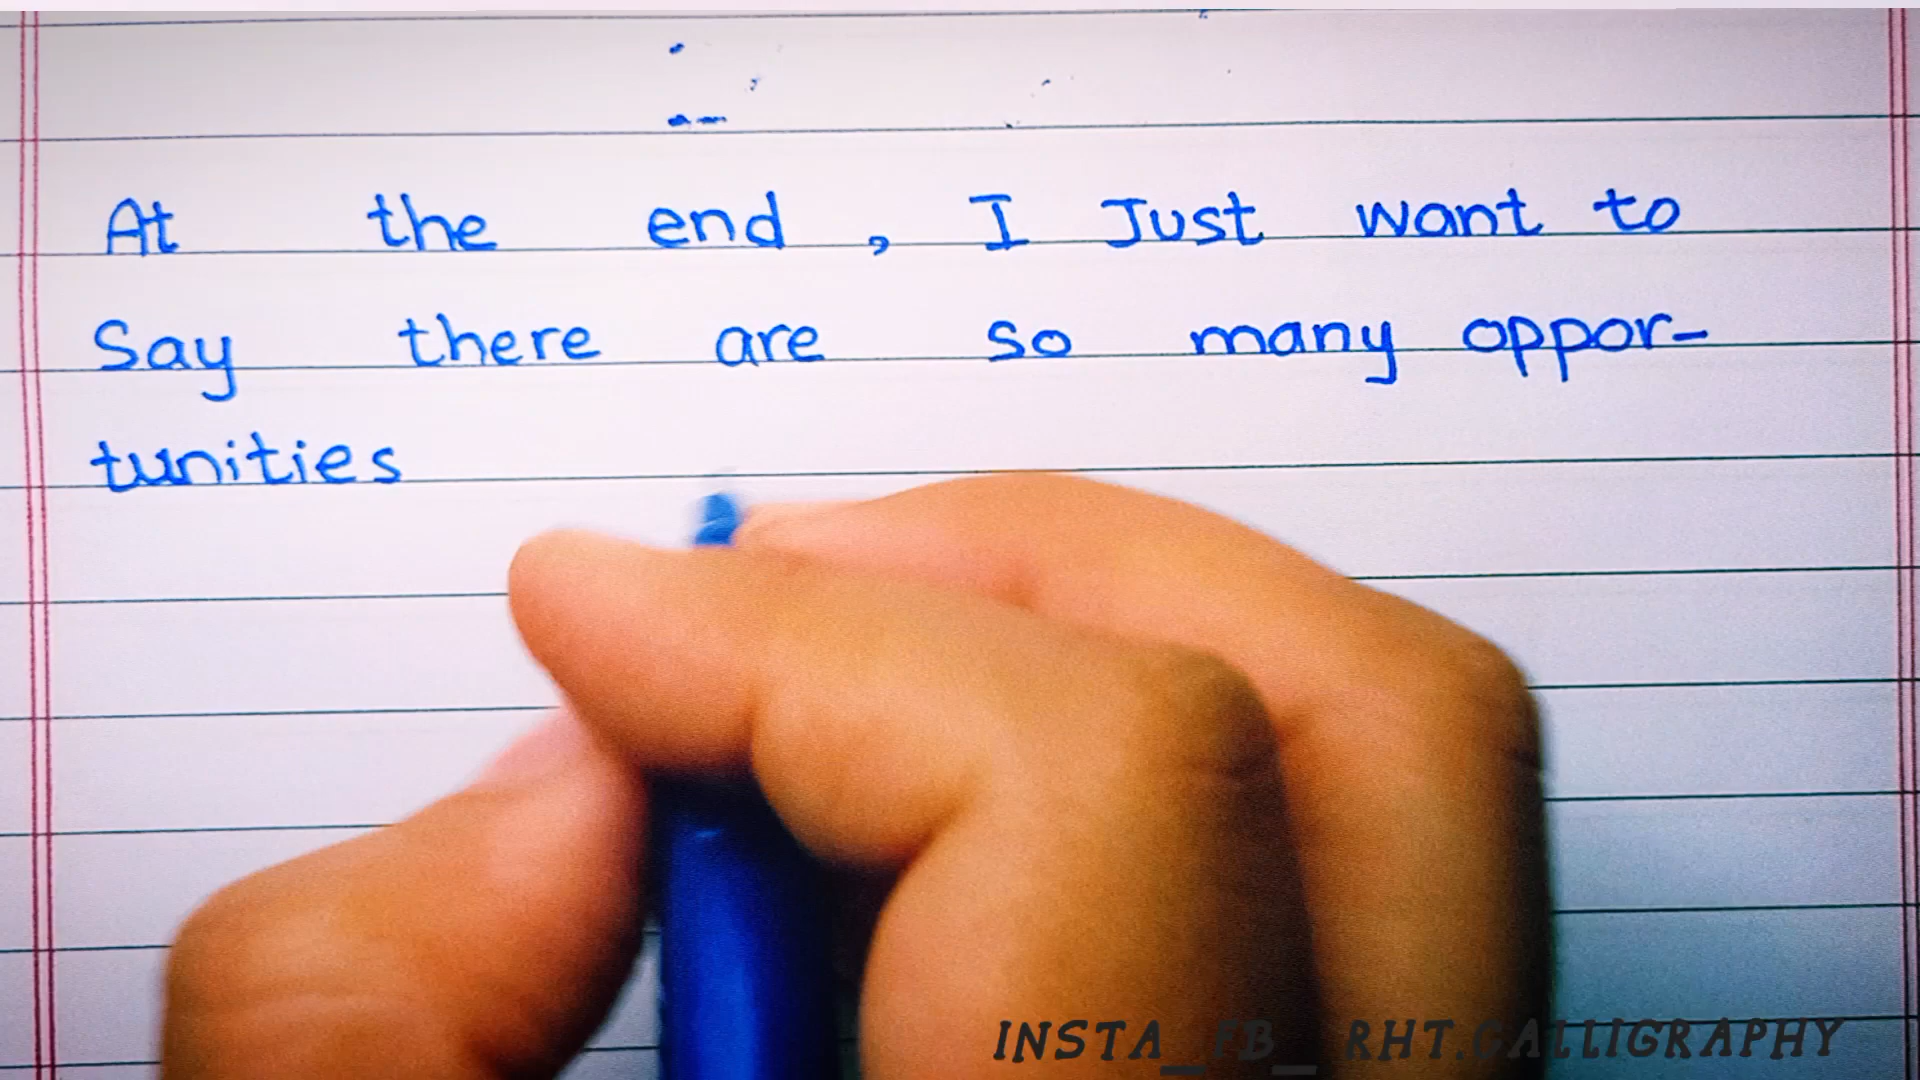 At the end, I Just want to
Say there are so many oppor-
tunities
INSTA_FB_ RHT.CALLIGRAPHY